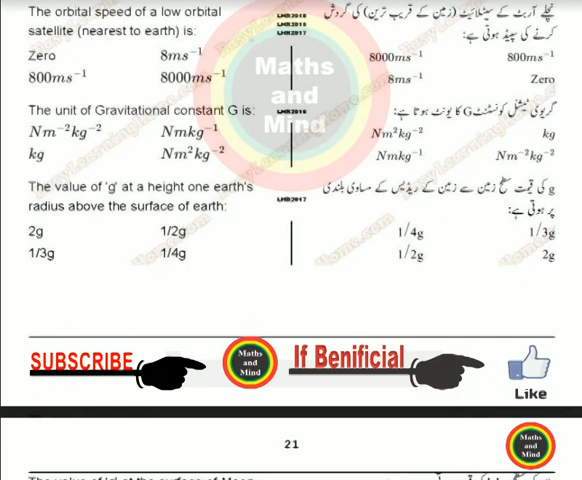 The orbital speed of a low orbital
satellite (nearest to earth) is:
LHR2018
LHR2015
LHR2017
Zero 8ms⁻¹
800ms⁻¹ 8000ms⁻¹
نچلے آربٹ کے سیٹلائیٹ (زمین کے قریب ترین) کی گردش
کرنے کی سپیڈ ہوتی ہے:
8000ms⁻¹ 800ms⁻¹
8ms⁻¹ Zero
The unit of Gravitational constant G is:
LHR2016
Nm⁻²kg⁻² Nmkg⁻¹
kg Nm²kg⁻²
گریوی ٹیشنل کونسٹنٹ G کا یونٹ ہوتا ہے:
Nm²kg⁻² kg
Nmkg⁻¹ Nm⁻²kg⁻²
The value of 'g' at a height one earth's
radius above the surface of earth:
LHR2017
2g 1/2g
1/3g 1/4g
g کی قیمت سطح زمین سے زمین کے ریڈیس کے مساوی بلندی
پر ہوتی ہے:
1/4g 1/3g
1/2g 2g
Maths
and
Mind
SUBSCRIBE
Maths
and
Mind
If Benificial
Like
21
Maths
and
Mind